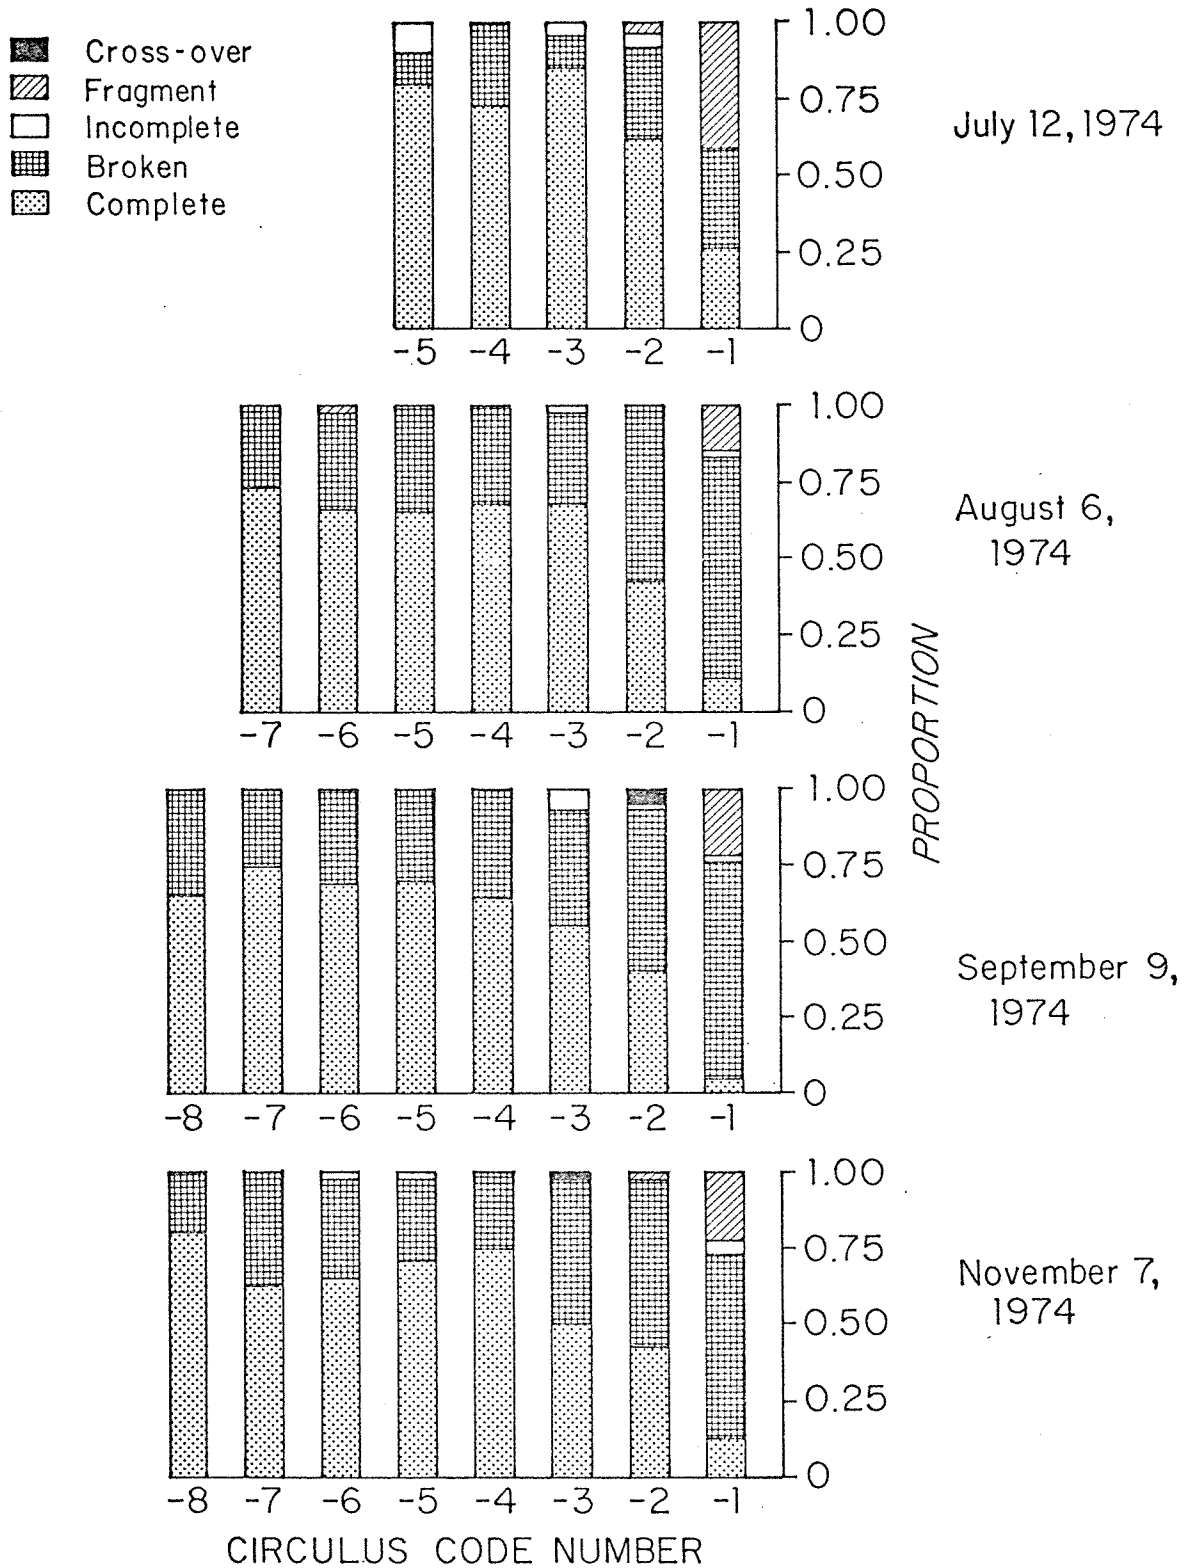 Cross-over
Fragment
Incomplete
Broken
Complete
1.00
0.75
0.50
0.25
0
July 12, 1974
-5 -4 -3 -2 -1
1.00
0.75
0.50
0.25
0
August 6,
1974
-7 -6 -5 -4 -3 -2 -1
PROPORTION
1.00
0.75
0.50
0.25
0
September 9,
1974
-8 -7 -6 -5 -4 -3 -2 -1
1.00
0.75
0.50
0.25
0
November 7,
1974
-8 -7 -6 -5 -4 -3 -2 -1
CIRCULUS CODE NUMBER